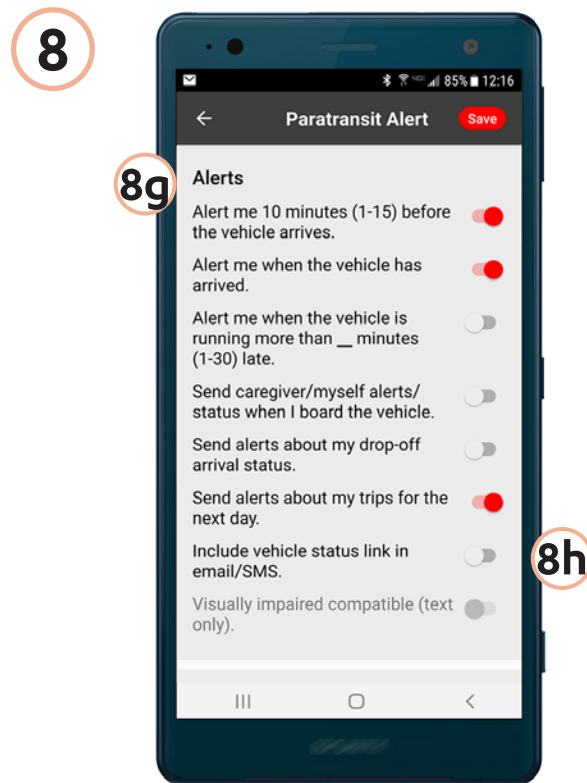 8
85% 12:16
Paratransit Alert
Save
8g
Alerts
Alert me 10 minutes (1-15) before
the vehicle arrives.
Alert me when the vehicle has
arrived.
Alert me when the vehicle is
running more than __ minutes
(1-30) late.
Send caregiver/myself alerts/
status when I board the vehicle.
Send alerts about my drop-off
arrival status.
Send alerts about my trips for the
next day.
Include vehicle status link in
email/SMS.
8h
Visually impaired compatible (text
only).